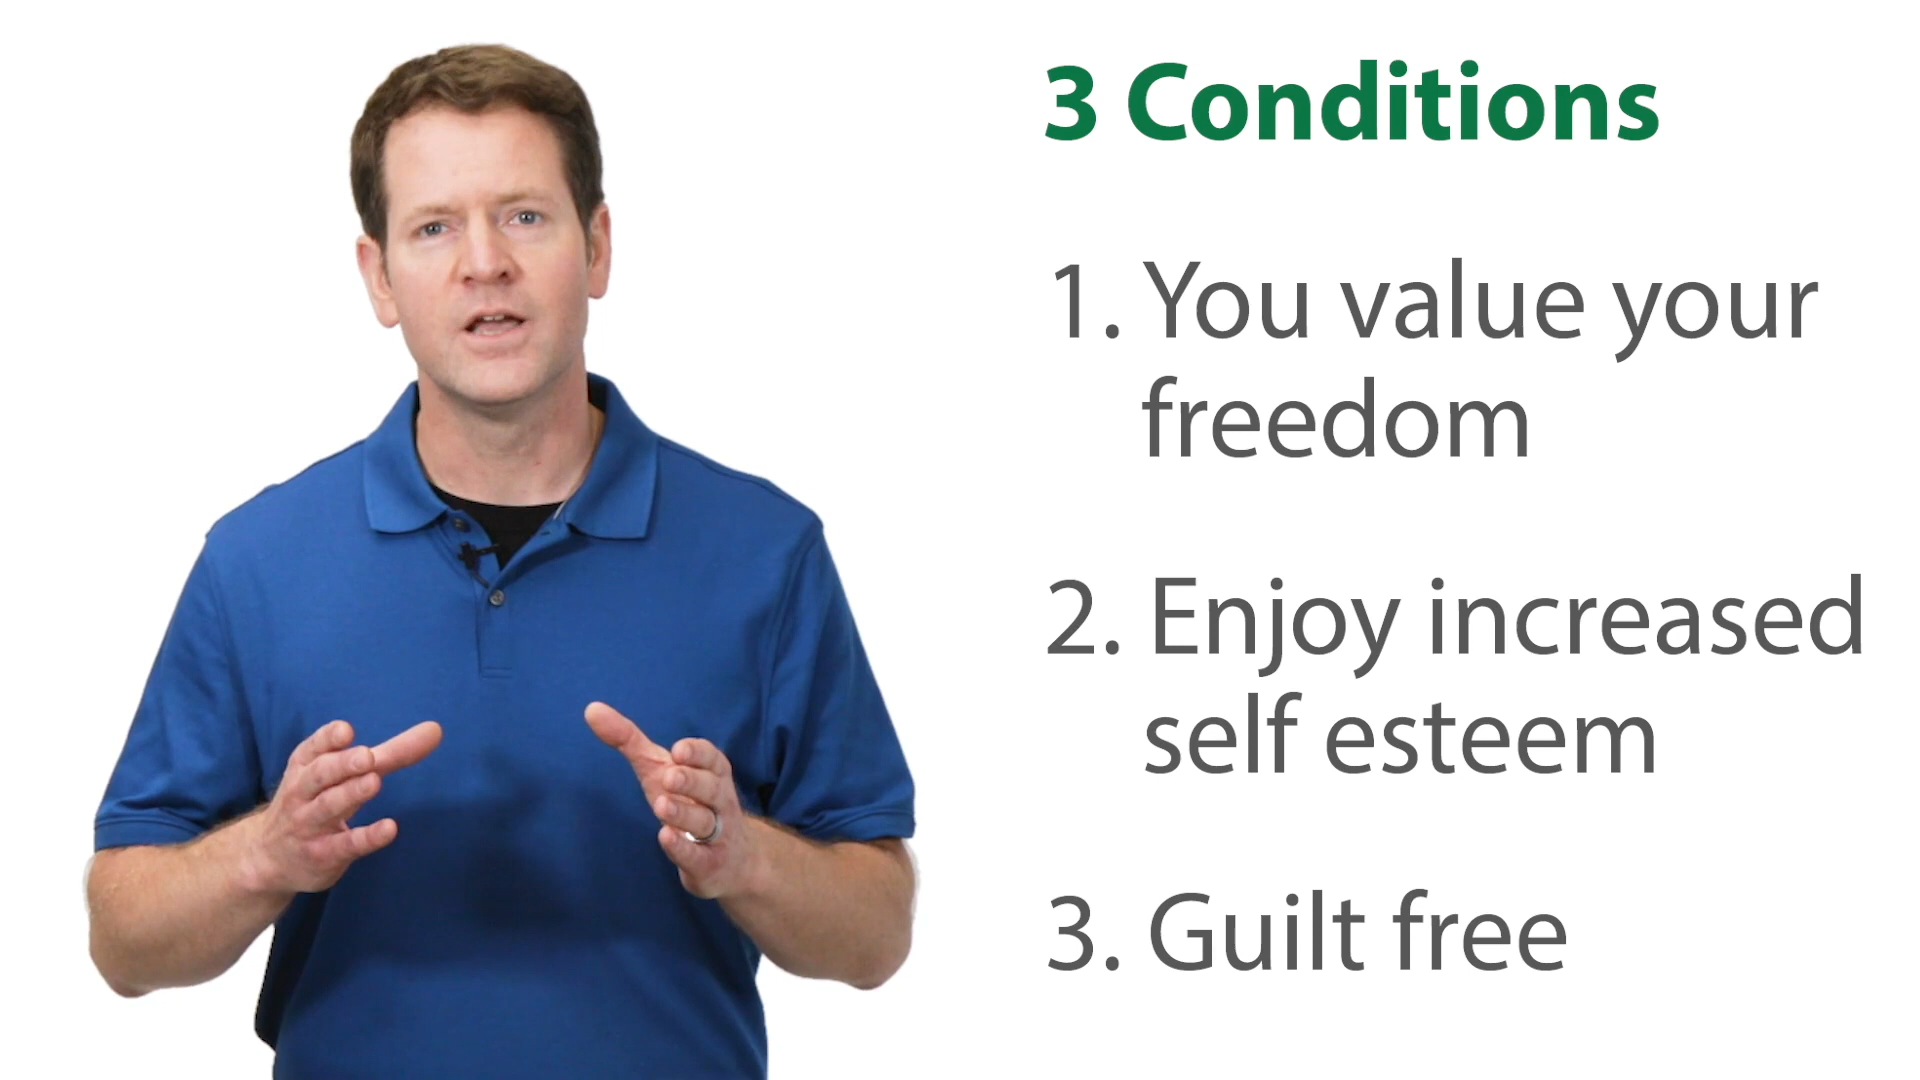 3 Conditions
1. You value your
freedom
2. Enjoy increased
self esteem
3. Guilt free